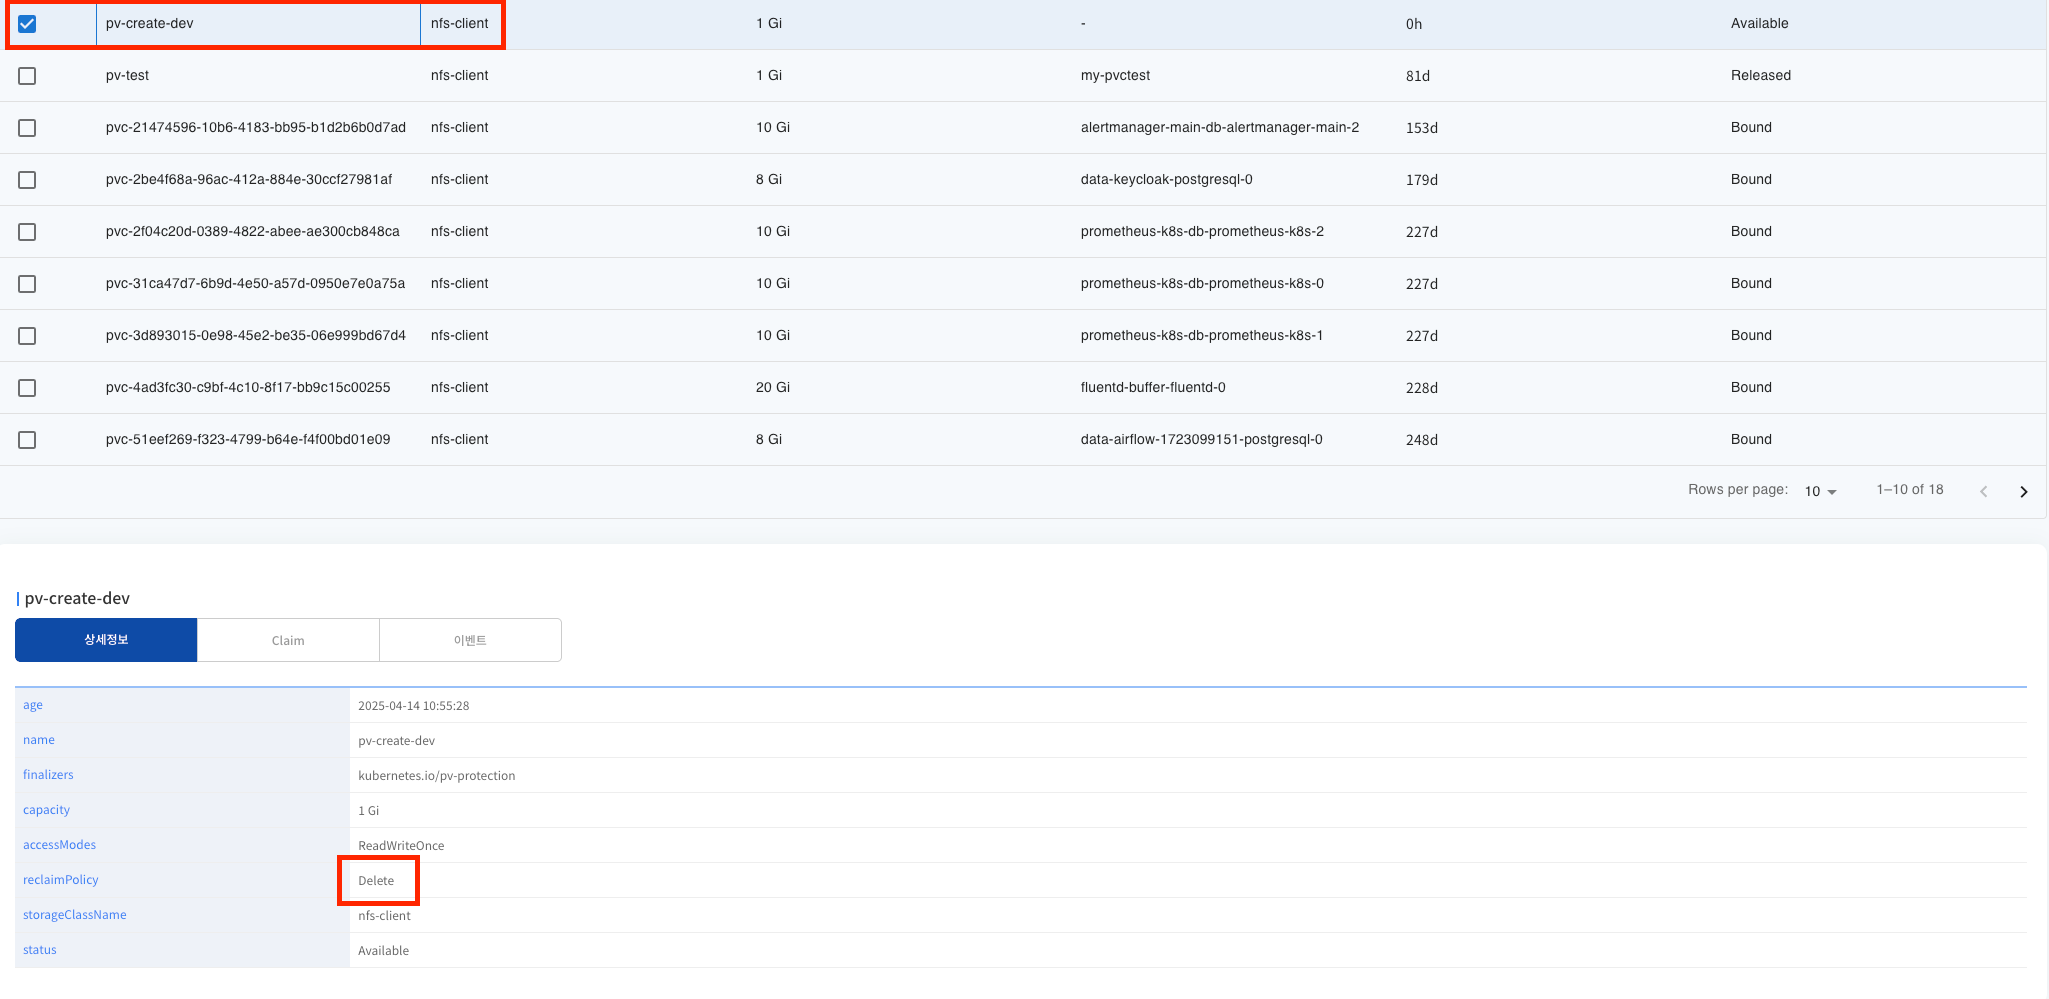 pv-create-dev nfs-client 1 Gi - 0h Available
pv-test nfs-client 1 Gi my-pvctest 81d Released
pvc-21474596-10b6-4183-bb95-b1d2b6b0d7ad nfs-client 10 Gi alertmanager-main-db-alertmanager-main-2 153d Bound
pvc-2be4f68a-96ac-412a-884e-30ccf27981af nfs-client 8 Gi data-keycloak-postgresql-0 179d Bound
pvc-2f04c20d-0389-4822-abee-ae300cb848ca nfs-client 10 Gi prometheus-k8s-db-prometheus-k8s-2 227d Bound
pvc-31ca47d7-6b9d-4e50-a57d-0950e7e0a75a nfs-client 10 Gi prometheus-k8s-db-prometheus-k8s-0 227d Bound
pvc-3d893015-0e98-45e2-be35-06e999bd67d4 nfs-client 10 Gi prometheus-k8s-db-prometheus-k8s-1 227d Bound
pvc-4ad3fc30-c9bf-4c10-8f17-bb9c15c00255 nfs-client 20 Gi fluentd-buffer-fluentd-0 228d Bound
pvc-51eef269-f323-4799-b64e-f4f00bd01e09 nfs-client 8 Gi data-airflow-1723099151-postgresql-0 248d Bound
Rows per page: 10 1–10 of 18
pv-create-dev
상세정보 Claim 이벤트
age 2025-04-14 10:55:28
name pv-create-dev
finalizers kubernetes.io/pv-protection
capacity 1 Gi
accessModes ReadWriteOnce
reclaimPolicy Delete
storageClassName nfs-client
status Available